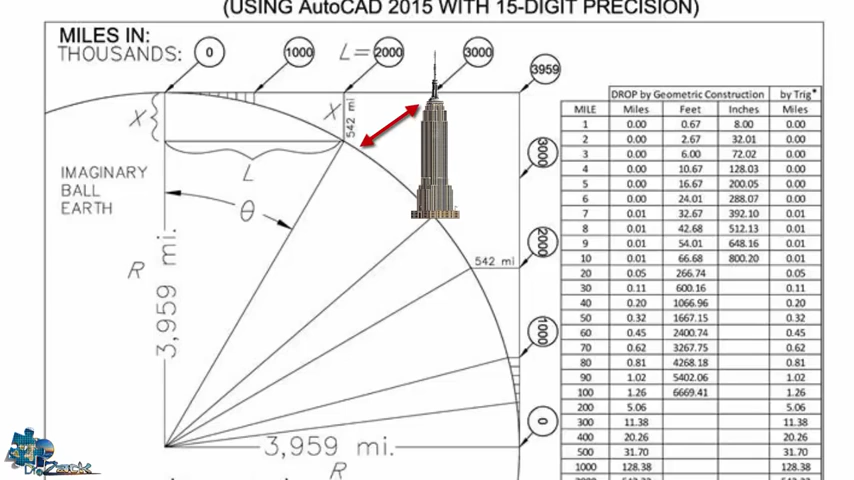 (USING AutoCAD 2015 WITH 15-DIGIT PRECISION)
MILES IN:
THOUSANDS:
0
1000
L=
2000
3000
3959
X
X
542 mi
L
IMAGINARY
BALL
EARTH
θ
R
3,959 mi.
3,959 mi.
R
542 mi
3000
2000
1000
0
DROP by Geometric Construction by Trig*
MILE Miles Feet Inches Miles
1 0.00 0.67 8.00 0.00
2 0.00 2.67 32.01 0.00
3 0.00 6.00 72.02 0.00
4 0.00 10.67 128.03 0.00
5 0.00 16.67 200.05 0.00
6 0.00 24.01 288.07 0.00
7 0.01 32.67 392.10 0.01
8 0.01 42.68 512.13 0.01
9 0.01 54.01 648.16 0.01
10 0.01 66.68 800.20 0.01
20 0.05 266.74 0.05
30 0.11 600.16 0.11
40 0.20 1066.96 0.20
50 0.32 1667.15 0.32
60 0.45 2400.74 0.45
70 0.62 3267.75 0.62
80 0.81 4268.18 0.81
90 1.02 5402.06 1.02
100 1.26 6669.41 1.26
200 5.06 5.06
300 11.38 11.38
400 20.26 20.26
500 31.70 31.70
1000 128.38 128.38
Dr.Zack